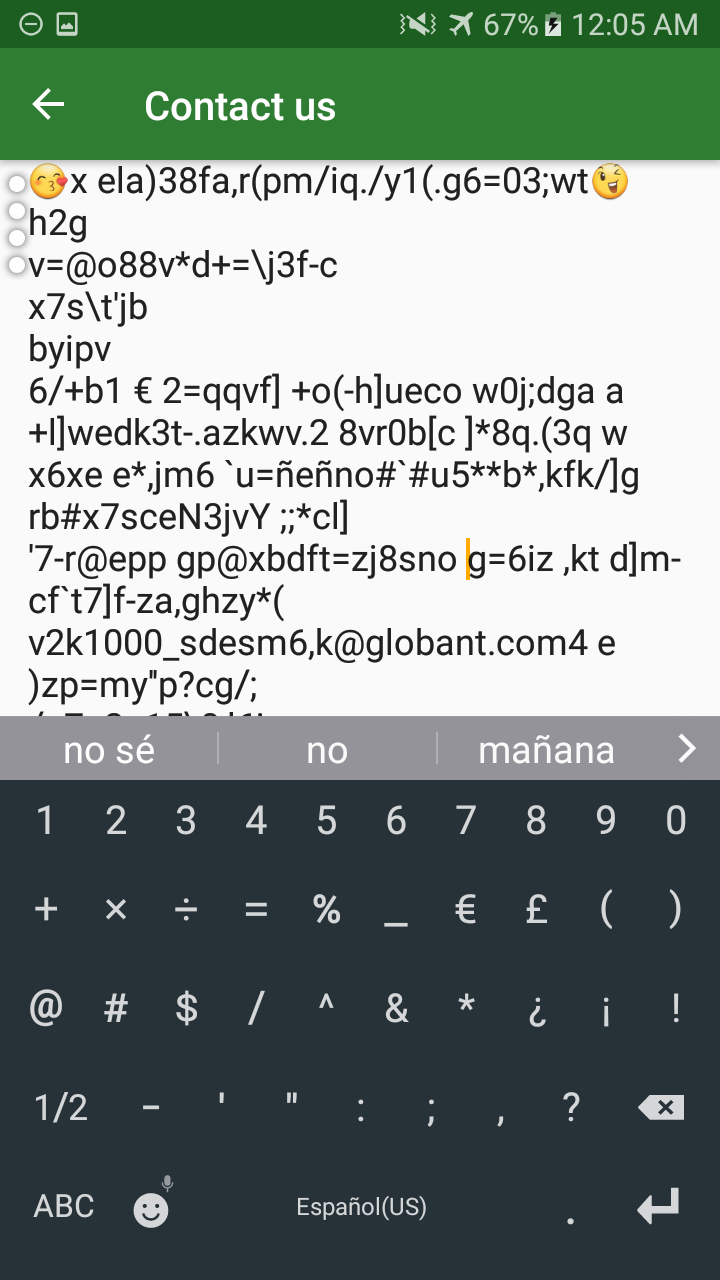 67% 12:05 AM
Contact us
😙x ela)38fa,r(pm/iq./y1(.g6=03;wt😜
h2g
v=@o88v*d+=\j3f-c
x7s\t'jb
byipv
6/+b1 € 2=qqvf] +o(-h]ueco w0j;dga a
+l]wedk3t-.azkwv.2 8vr0b[c ]*8q.(3q w
x6xe e*,jm6 `u=ñeñno#`#u5**b*,kfk/]g
rb#x7sceN3jvY ;;*cl]
'7-r@epp gp@xbdft=zj8sno g=6iz ,kt d]m-
cf`t7]f-za,ghzy*(
v2k1000_sdesm6,k@globant.com4 e
)zp=my"p?cg/;
no sé no mañana
1 2 3 4 5 6 7 8 9 0
+ × ÷ = % _ € £ ( )
@ # $ / ^ & * ¿ ¡ !
1/2 - ' " : ; , ?
ABC Español(US) .